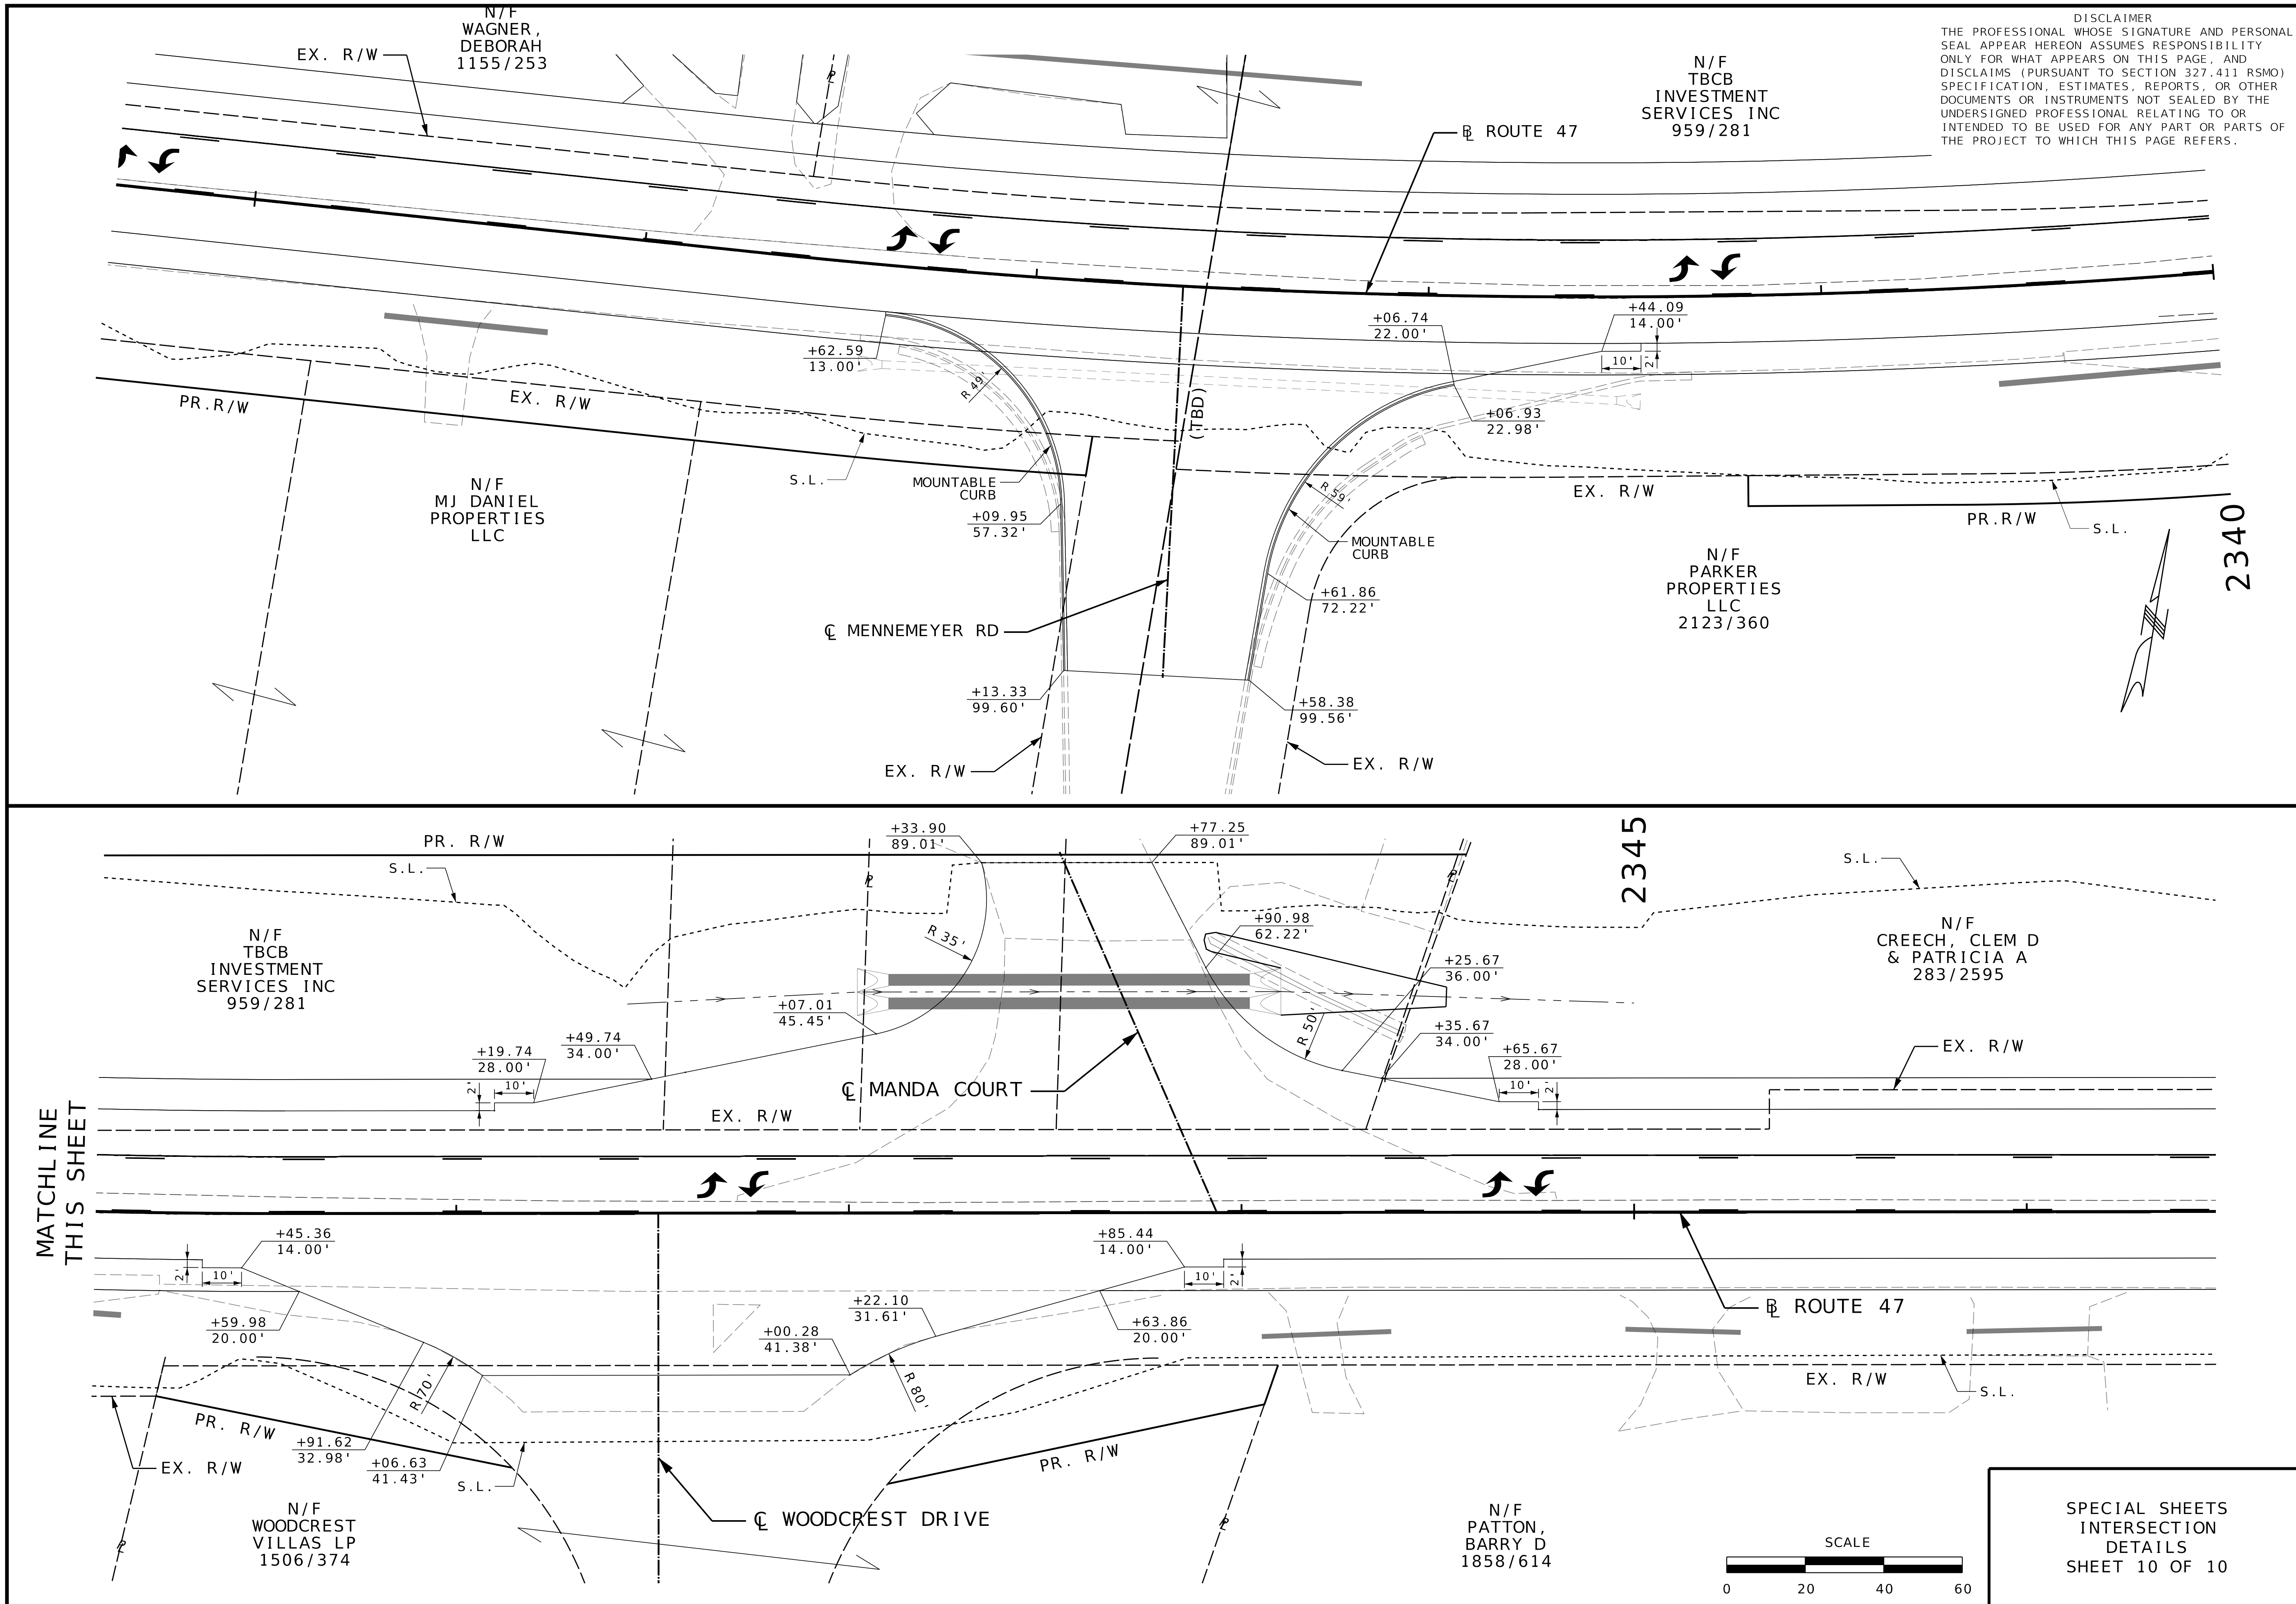 N/F
WAGNER,
DEBORAH
1155/253
EX. R/W
DISCLAIMER
THE PROFESSIONAL WHOSE SIGNATURE AND PERSONAL
SEAL APPEAR HEREON ASSUMES RESPONSIBILITY
ONLY FOR WHAT APPEARS ON THIS PAGE, AND
DISCLAIMS (PURSUANT TO SECTION 327.411 RSMO)
SPECIFICATION, ESTIMATES, REPORTS, OR OTHER
DOCUMENTS OR INSTRUMENTS NOT SEALED BY THE
UNDERSIGNED PROFESSIONAL RELATING TO OR
INTENDED TO BE USED FOR ANY PART OR PARTS OF
THE PROJECT TO WHICH THIS PAGE REFERS.
N/F
TBCB
INVESTMENT
SERVICES INC
959/281
PL
BL ROUTE 47
+44.09
14.00'
+06.74
22.00'
10'
2'
+62.59
13.00'
R 49'
(TBD)
PR.R/W
EX. R/W
+06.93
22.98'
S.L.
MOUNTABLE
CURB
R 59'
EX. R/W
PR.R/W
S.L.
2340
N/F
MJ DANIEL
PROPERTIES
LLC
+09.95
57.32'
MOUNTABLE
CURB
N/F
PARKER
PROPERTIES
LLC
2123/360
+61.86
72.22'
CL MENNEMEYER RD
+13.33
99.60'
+58.38
99.56'
EX. R/W
EX. R/W
PR. R/W
S.L.
+33.90
89.01'
+77.25
89.01'
2345
S.L.
PL
PL
N/F
TBCB
INVESTMENT
SERVICES INC
959/281
R 35'
+90.98
62.22'
N/F
CREECH, CLEM D
& PATRICIA A
283/2595
+25.67
36.00'
+07.01
45.45'
R 50'
+35.67
34.00'
+49.74
34.00'
+19.74
28.00'
+65.67
28.00'
2'
10'
10'
2'
EX. R/W
CL MANDA COURT
EX. R/W
MATCHLINE
THIS SHEET
+45.36
14.00'
+85.44
14.00'
2'
10'
10'
2'
+59.98
20.00'
+22.10
31.61'
+00.28
41.38'
+63.86
20.00'
BL ROUTE 47
R 70'
R 80'
EX. R/W
S.L.
PR. R/W
+91.62
32.98'
+06.63
41.43'
S.L.
PR. R/W
EX. R/W
CL WOODCREST DRIVE
N/F
WOODCREST
VILLAS LP
1506/374
PL
PL
N/F
PATTON,
BARRY D
1858/614
SCALE
0 20 40 60
SPECIAL SHEETS
INTERSECTION
DETAILS
SHEET 10 OF 10